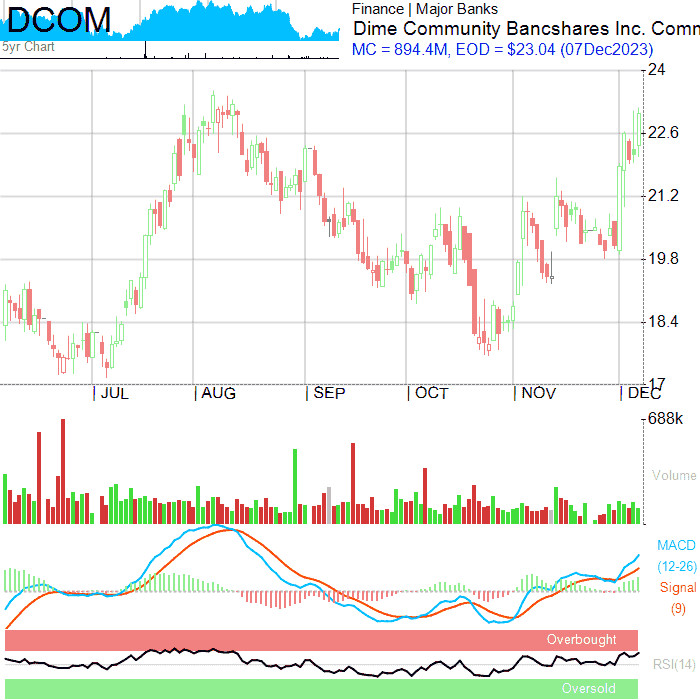 DCOM
5yr Chart
Finance | Major Banks
Dime Community Bancshares Inc. Comn
MC = 894.4M, EOD = $23.04 (07Dec2023)
24
22.6
21.2
19.8
18.4
17
JUL AUG SEP OCT NOV DEC
688k
Volume
MACD
(12-26)
Signal
(9)
Overbought
RSI(14)
Oversold